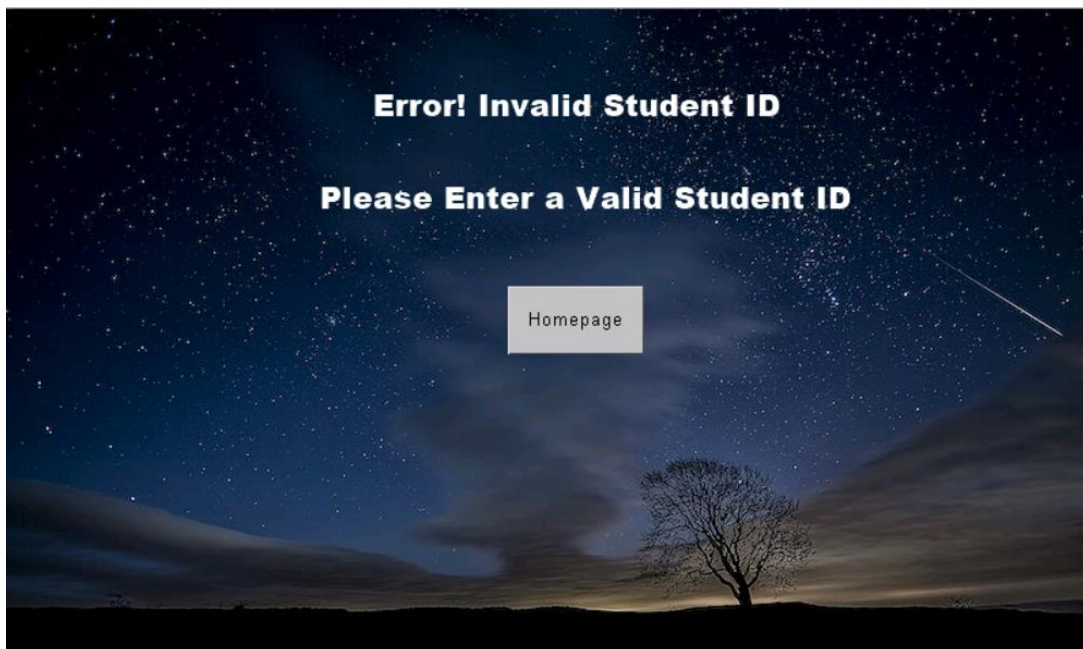 Error! Invalid Student ID
Please Enter a Valid Student ID
Homepage